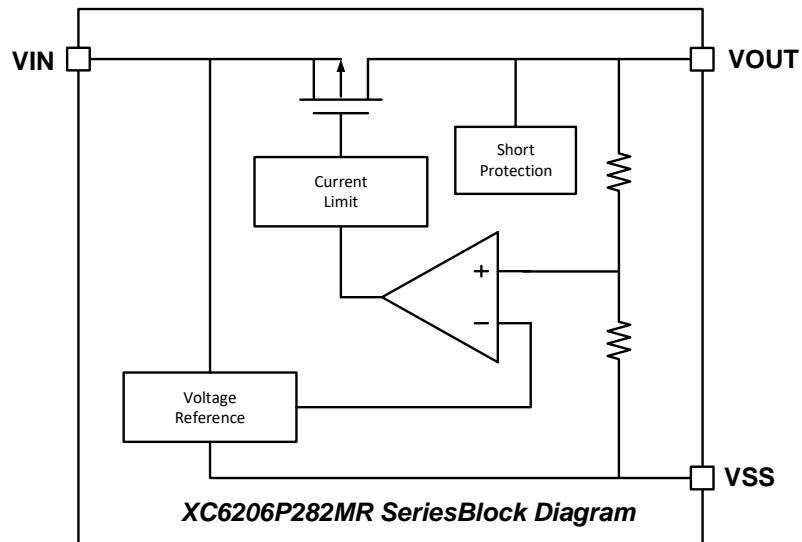 VIN
VOUT
Short
Protection
Current
Limit
+
−
Voltage
Reference
VSS
XC6206P282MR SeriesBlock Diagram